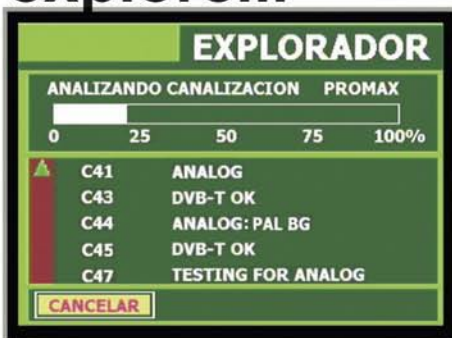 EXPLORADOR
ANALIZANDO CANALIZACION PROMAX
0 25 50 75 100%
C41 ANALOG
C43 DVB-T OK
C44 ANALOG: PAL BG
C45 DVB-T OK
C47 TESTING FOR ANALOG
CANCELAR